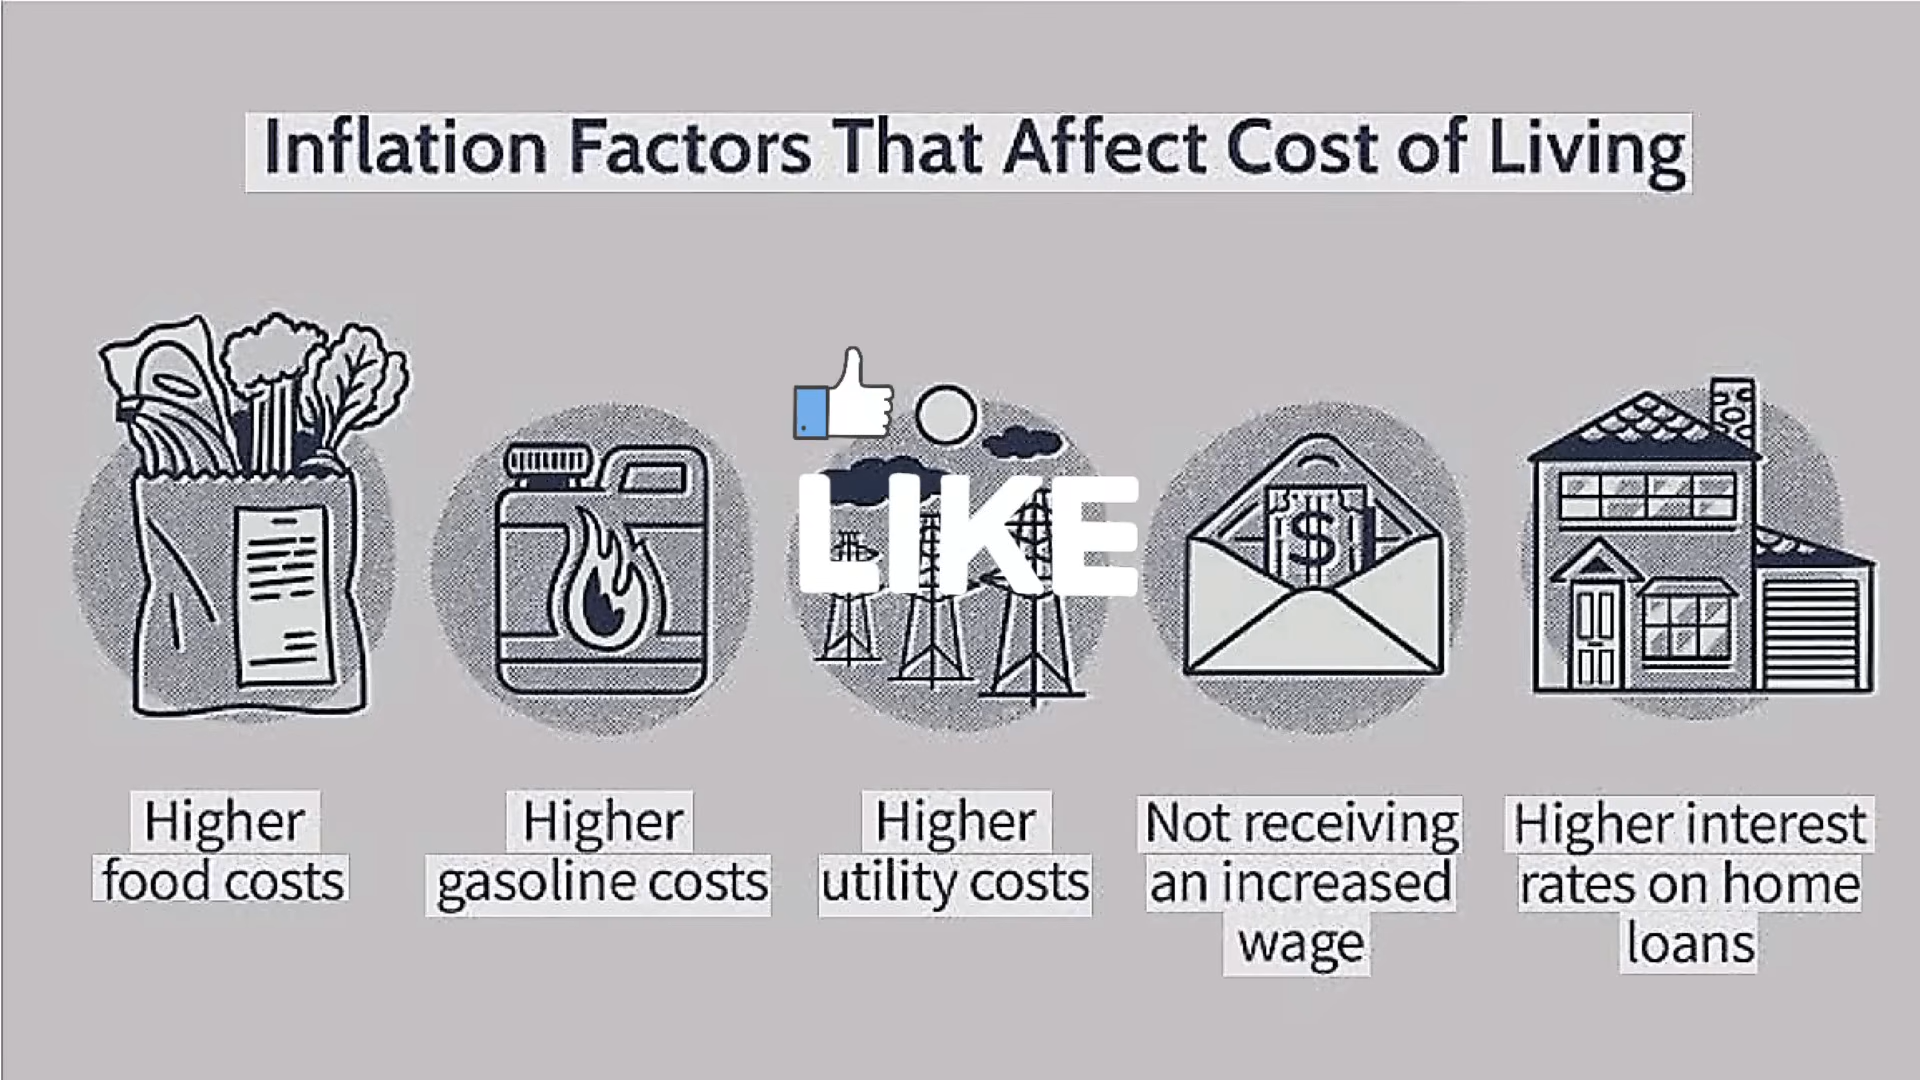 Inflation Factors That Affect Cost of Living
LIKE
$
Higher
food costs
Higher
gasoline costs
Higher
utility costs
Not receiving
an increased
wage
Higher interest
rates on home
loans